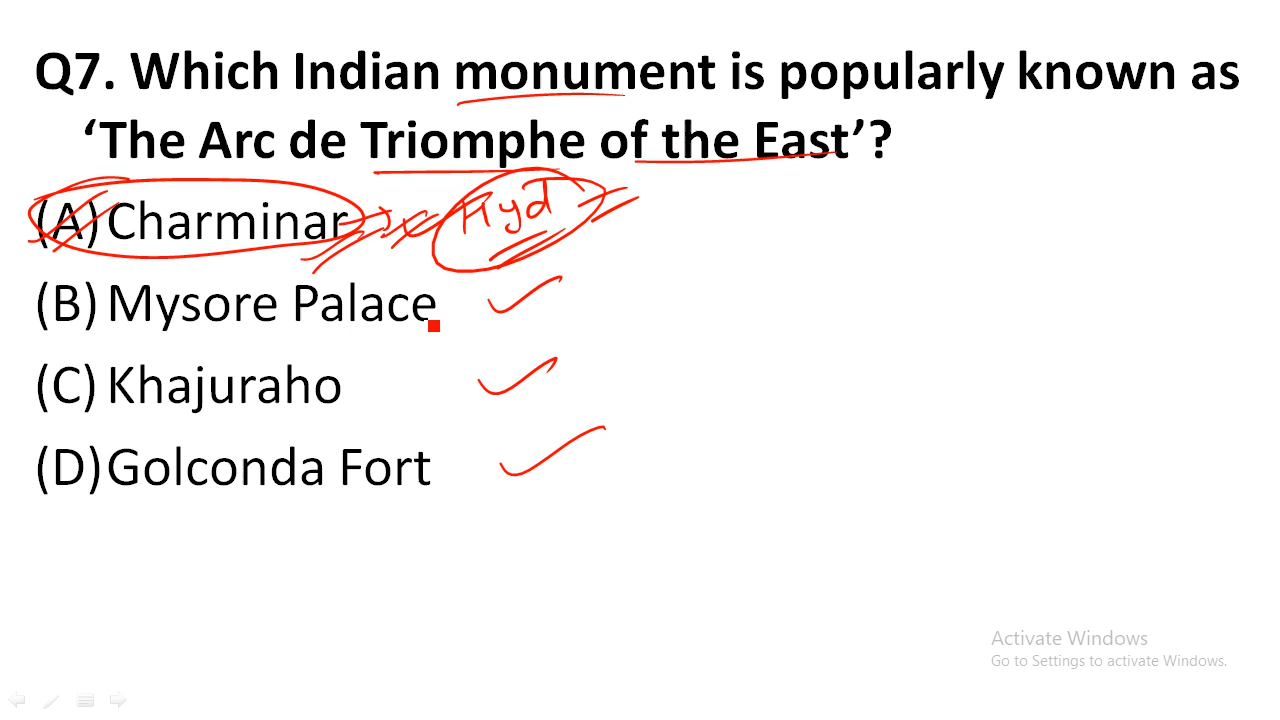 Q7. Which Indian monument is popularly known as
‘The Arc de Triomphe of the East’?
(A) Charminar Hyd
(B) Mysore Palace
(C) Khajuraho
(D) Golconda Fort
Activate Windows
Go to Settings to activate Windows.